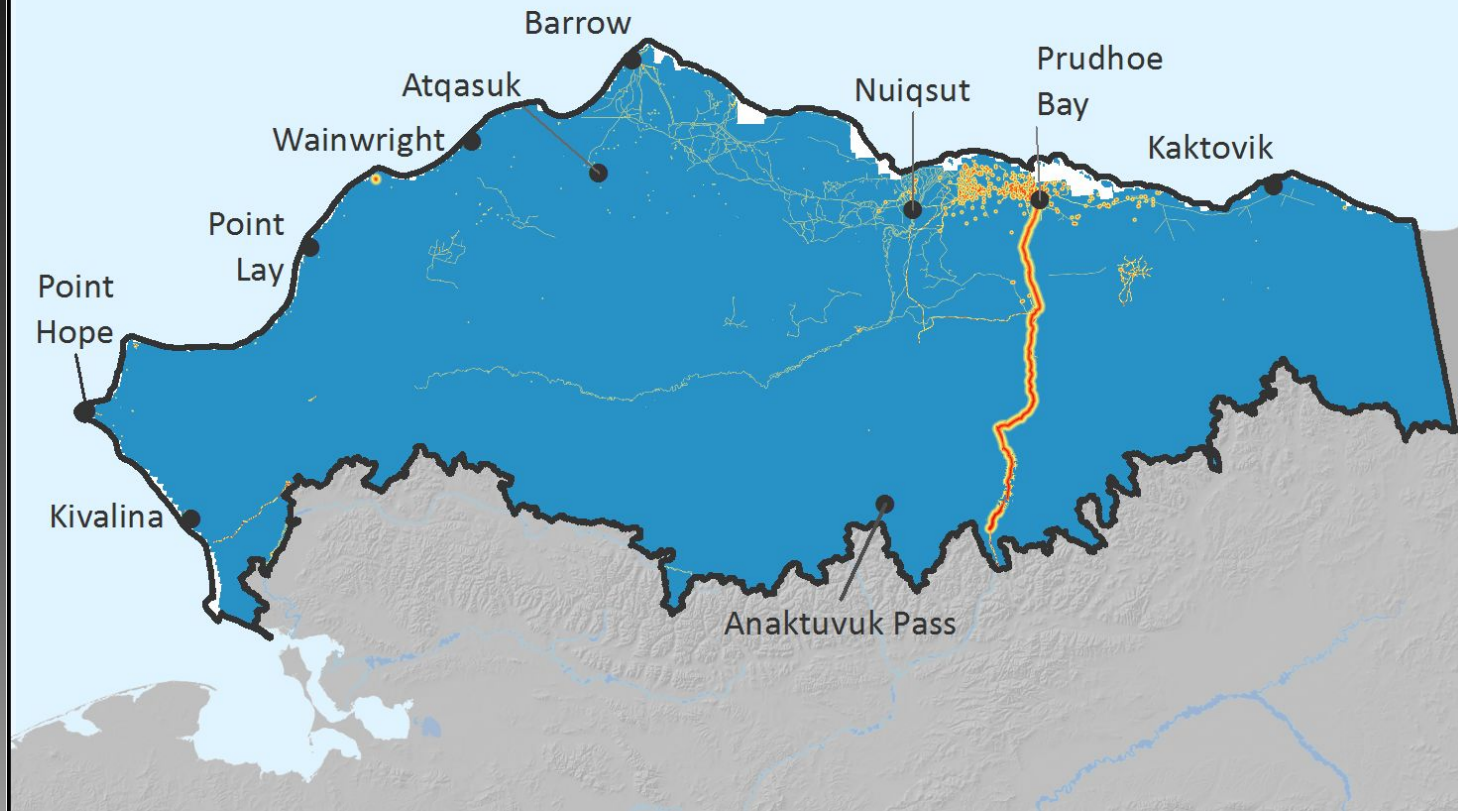 Barrow
Prudhoe
Bay
Atqasuk
Nuiqsut
Wainwright
Kaktovik
Point
Lay
Point
Hope
Kivalina
Anaktuvuk Pass